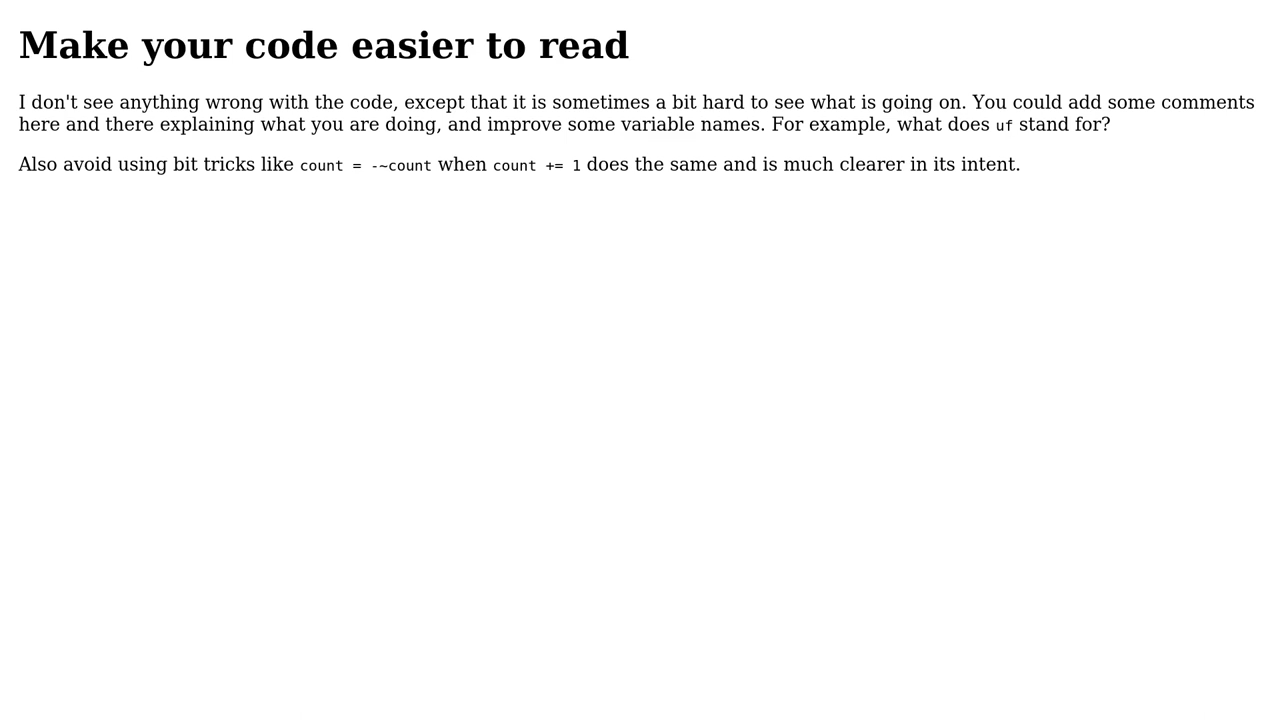 Make your code easier to read
I don't see anything wrong with the code, except that it is sometimes a bit hard to see what is going on. You could add some comments
here and there explaining what you are doing, and improve some variable names. For example, what does uf stand for?
Also avoid using bit tricks like count = -~count when count += 1 does the same and is much clearer in its intent.